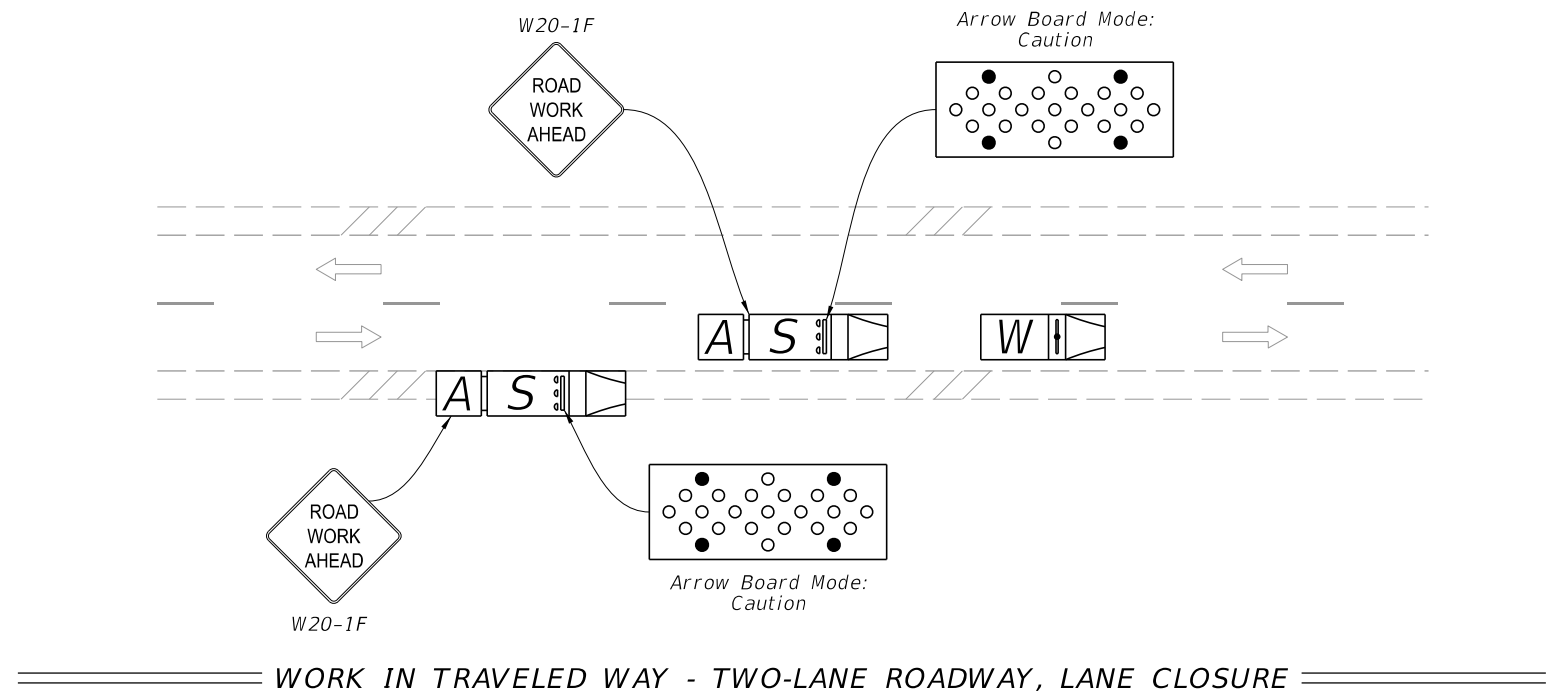 W20-1F
ROAD
WORK
AHEAD
Arrow Board Mode:
Caution
A S
W
A S
ROAD
WORK
AHEAD
W20-1F
Arrow Board Mode:
Caution
WORK IN TRAVELED WAY - TWO-LANE ROADWAY, LANE CLOSURE